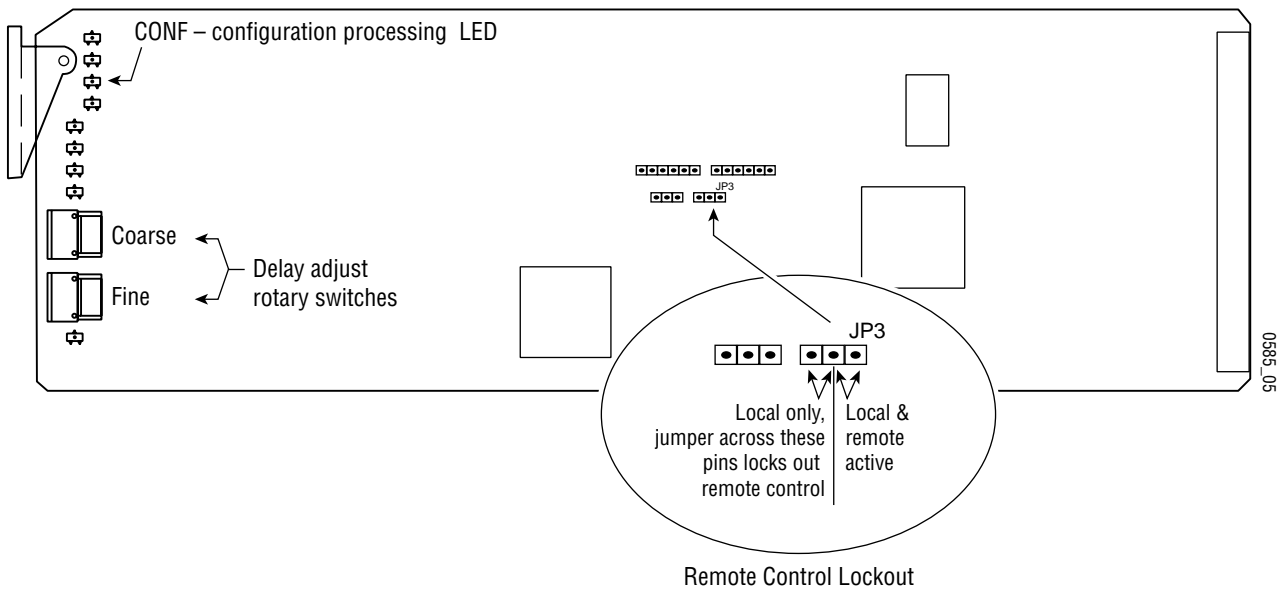 CONF – configuration processing LED
JP3
Coarse
Delay adjust
rotary switches
Fine
JP3
Local only,
jumper across these
pins locks out
remote control
Local &
remote
active
Remote Control Lockout
0585_05